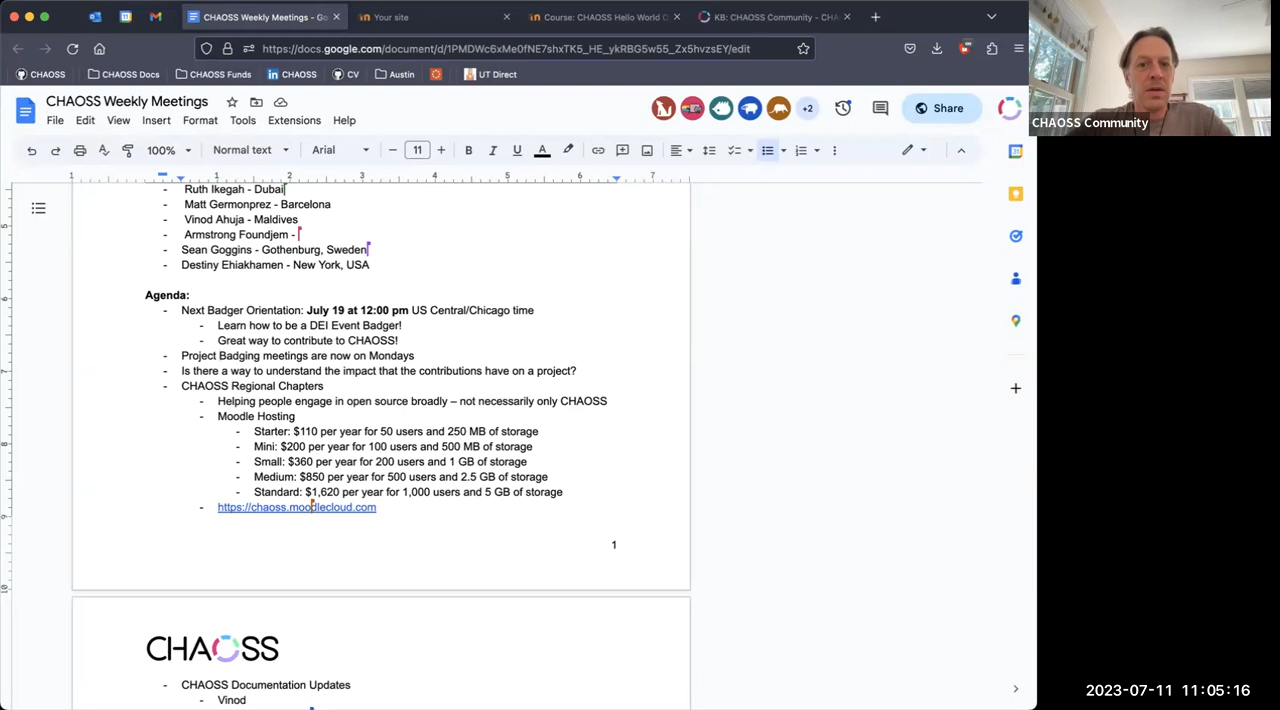 CHAOSS Weekly Meetings - Go
Your site
Course: CHAOSS Hello World C
KB: CHAOSS Community - CHA
https://docs.google.com/document/d/1PMDWc6xMe0fNE7shxTK5_HE_ykRBG5w55_Zx5hvzsEY/edit
CHAOSS
CHAOSS Docs
CHAOSS Funds
CHAOSS
CV
Austin
UT Direct
CHAOSS Weekly Meetings
File Edit View Insert Format Tools Extensions Help
+2
Share
CHAOSS Community
100% Normal text Arial 11
1 1 2 3 4 5 6 7
- Ruth Ikegah - Dubai
- Matt Germonprez - Barcelona
- Vinod Ahuja - Maldives
- Armstrong Foundjem -
- Sean Goggins - Gothenburg, Sweden
- Destiny Ehiakhamen - New York, USA
Agenda:
- Next Badger Orientation: July 19 at 12:00 pm US Central/Chicago time
- Learn how to be a DEI Event Badger!
- Great way to contribute to CHAOSS!
- Project Badging meetings are now on Mondays
- Is there a way to understand the impact that the contributions have on a project?
- CHAOSS Regional Chapters
- Helping people engage in open source broadly – not necessarily only CHAOSS
- Moodle Hosting
- Starter: $110 per year for 50 users and 250 MB of storage
- Mini: $200 per year for 100 users and 500 MB of storage
- Small: $360 per year for 200 users and 1 GB of storage
- Medium: $850 per year for 500 users and 2.5 GB of storage
- Standard: $1,620 per year for 1,000 users and 5 GB of storage
- https://chaoss.moodlecloud.com
1
CHAOSS
- CHAOSS Documentation Updates
- Vinod
2023-07-11 11:05:16